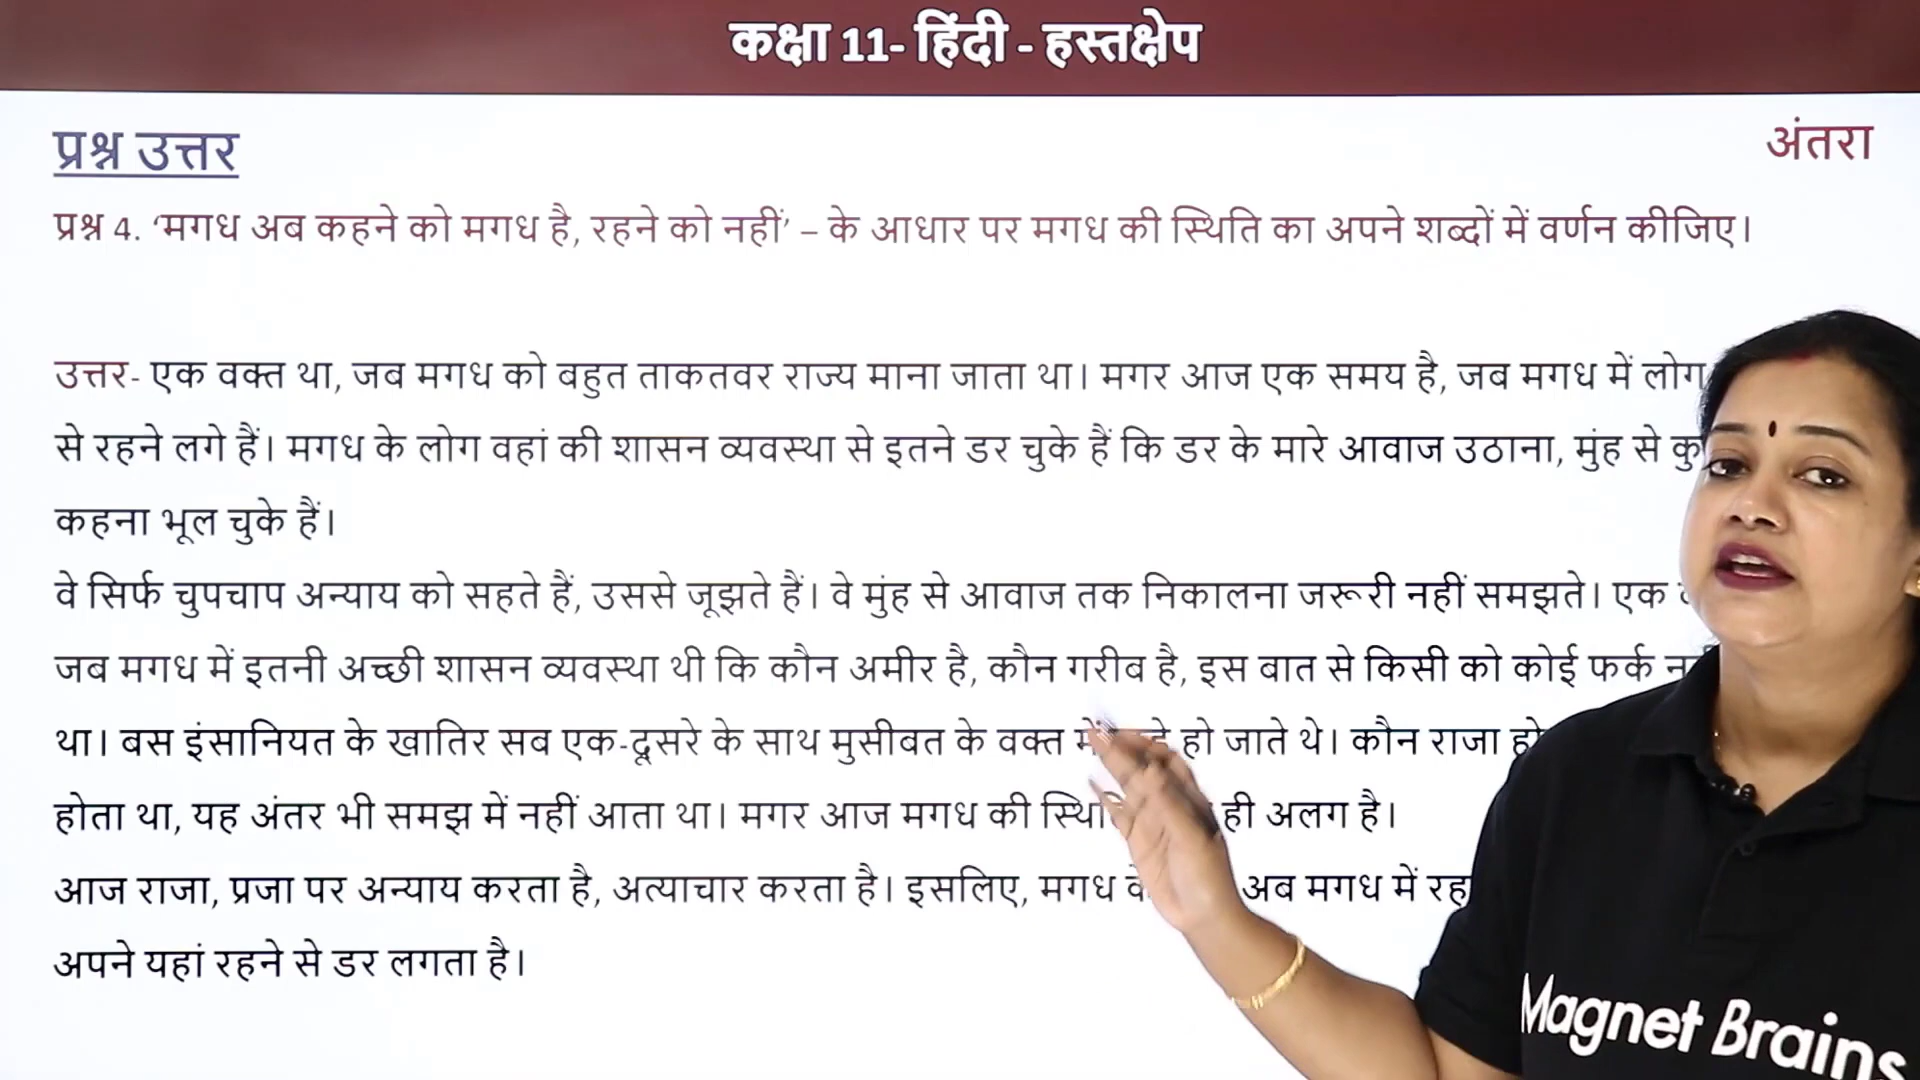 कक्षा 11- हिंदी - हस्तक्षेप
प्रश्न उत्तर
अंतरा
प्रश्न 4. ‘मगध अब कहने को मगध है, रहने को नहीं’ – के आधार पर मगध की स्थिति का अपने शब्दों में वर्णन कीजिए।
उत्तर- एक वक्त था, जब मगध को बहुत ताकतवर राज्य माना जाता था। मगर आज एक समय है, जब मगध में लोग
से रहने लगे हैं। मगध के लोग वहां की शासन व्यवस्था से इतने डर चुके हैं कि डर के मारे आवाज उठाना, मुंह से
कहना भूल चुके हैं।
वे सिर्फ चुपचाप अन्याय को सहते हैं, उससे जूझते हैं। वे मुंह से आवाज तक निकालना जरूरी नहीं समझते। एक
जब मगध में इतनी अच्छी शासन व्यवस्था थी कि कौन अमीर है, कौन गरीब है, इस बात से किसी को कोई फर्क
था। बस इंसानियत के खातिर सब एक-दूसरे के साथ मुसीबत के वक्त में हो जाते थे। कौन राजा
होता था, यह अंतर भी समझ में नहीं आता था। मगर आज मगध की ही अलग है।
आज राजा, प्रजा पर अन्याय करता है, अत्याचार करता है। इसलिए, मगध अब मगध में
अपने यहां रहने से डर लगता है।
Magnet Brains